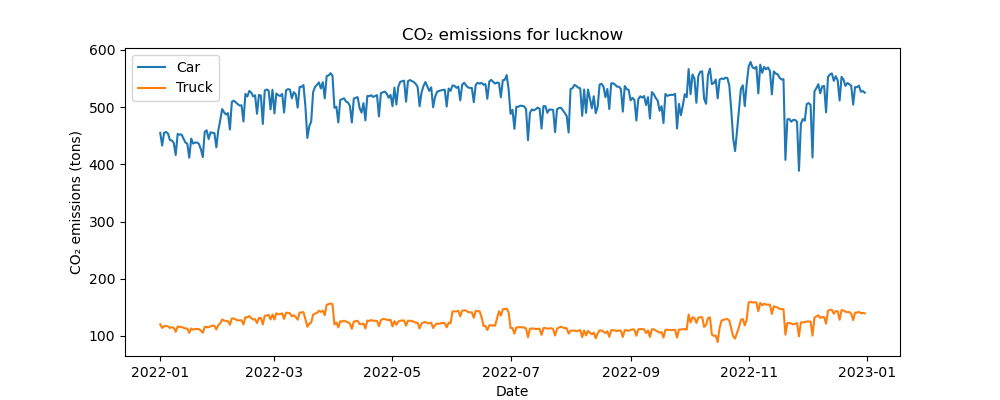 CO₂ emissions for lucknow
Car
Truck
600
500
400
300
200
100
CO₂ emissions (tons)
2022-01 2022-03 2022-05 2022-07 2022-09 2022-11 2023-01
Date